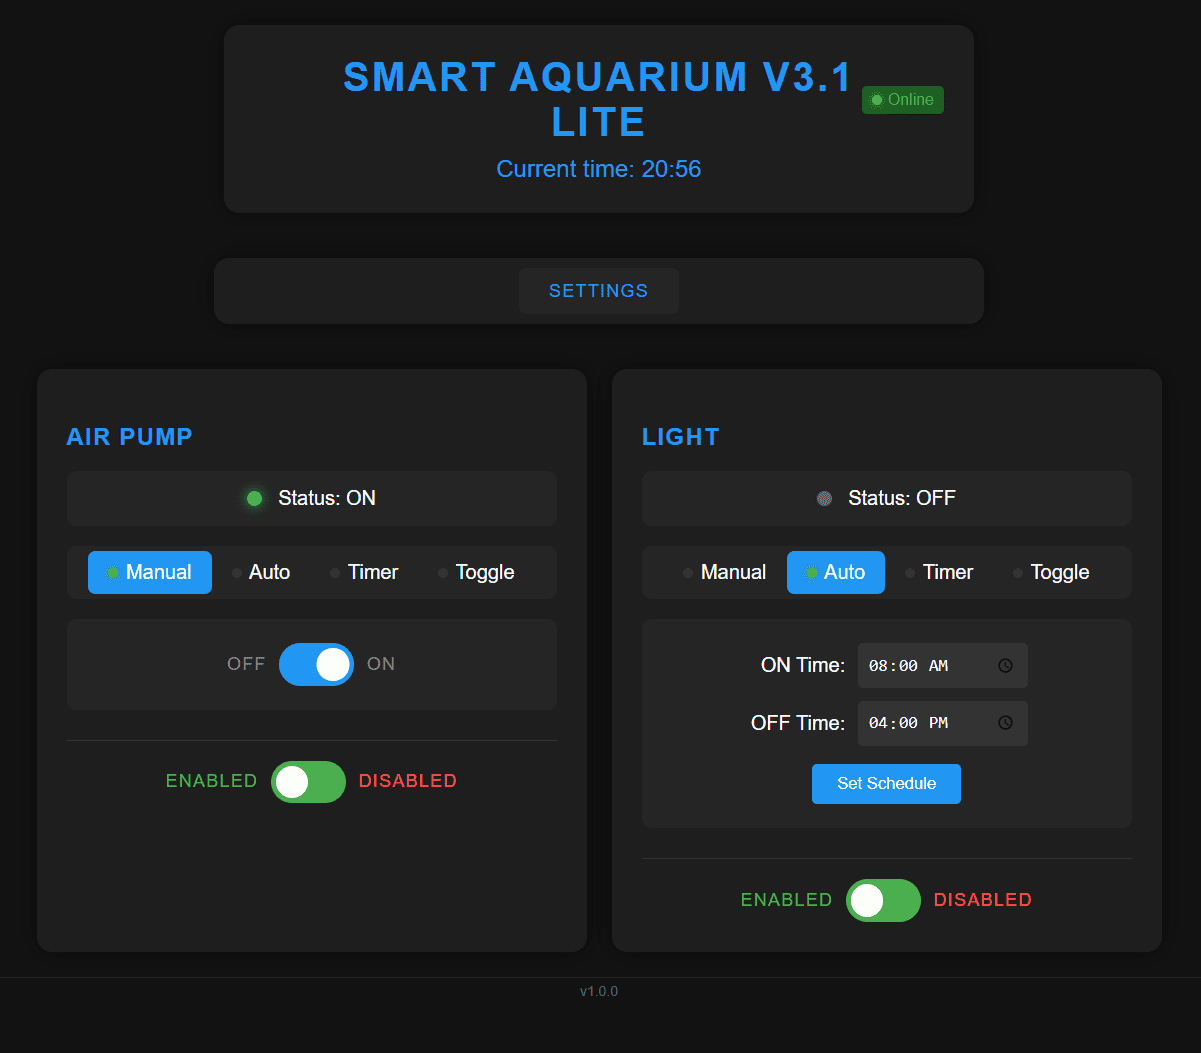 SMART AQUARIUM V3.1
LITE
Online
Current time: 20:56
SETTINGS
AIR PUMP
Status: ON
Manual Auto Timer Toggle
OFF ON
ENABLED DISABLED
LIGHT
Status: OFF
Manual Auto Timer Toggle
ON Time: 08:00 AM
OFF Time: 04:00 PM
Set Schedule
ENABLED DISABLED
v1.0.0